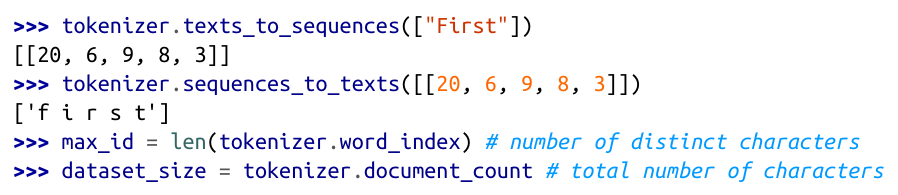 >>> tokenizer.texts_to_sequences(["First"])
[[20, 6, 9, 8, 3]]
>>> tokenizer.sequences_to_texts([[20, 6, 9, 8, 3]])
['f i r s t']
>>> max_id = len(tokenizer.word_index) # number of distinct characters
>>> dataset_size = tokenizer.document_count # total number of characters